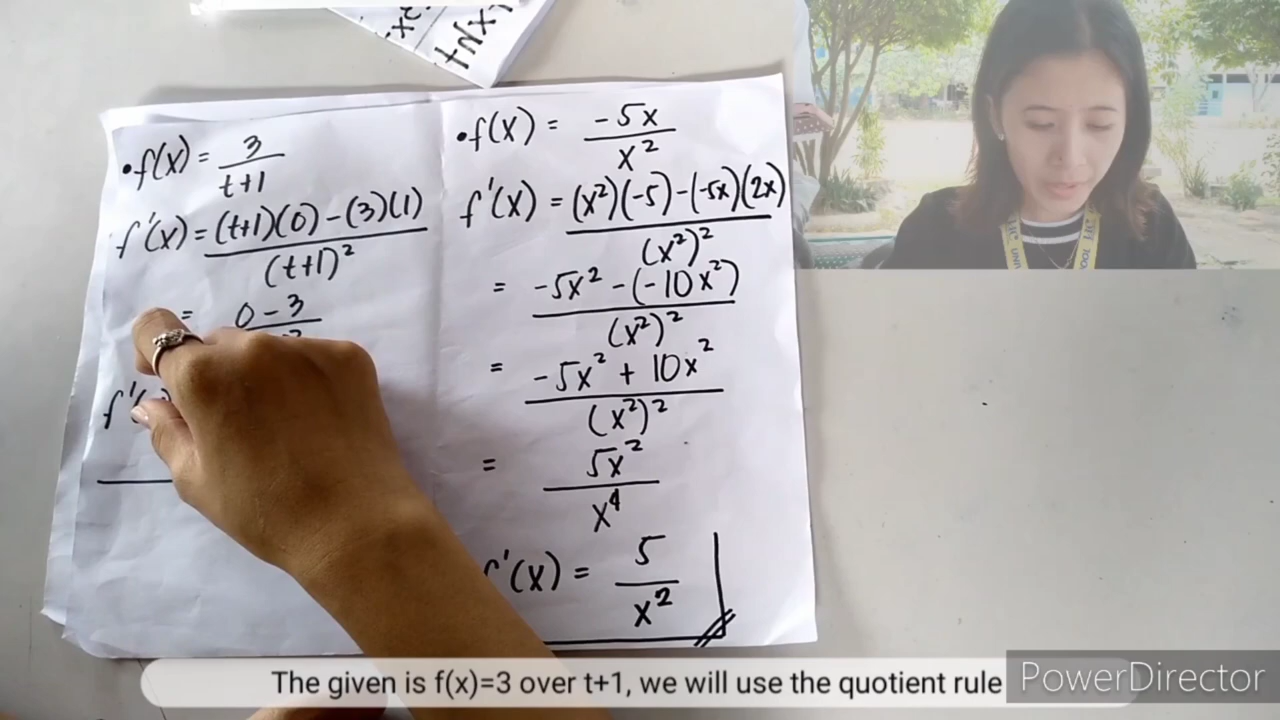 •f(x) = 3/(t+1)
f'(x) = ((t+1)(0) - (3)(1))/(t+1)²
= 0 - 3
f'(
•f(x) = -5x/x²
f'(x) = ((x²)(-5) - (-5x)(2x))/(x²)²
= (-5x² - (-10x²))/(x²)²
= (-5x² + 10x²)/(x²)²
= 5x²/x⁴
f'(x) = 5/x²
The given is f(x)=3 over t+1, we will use the quotient rule
PowerDirector